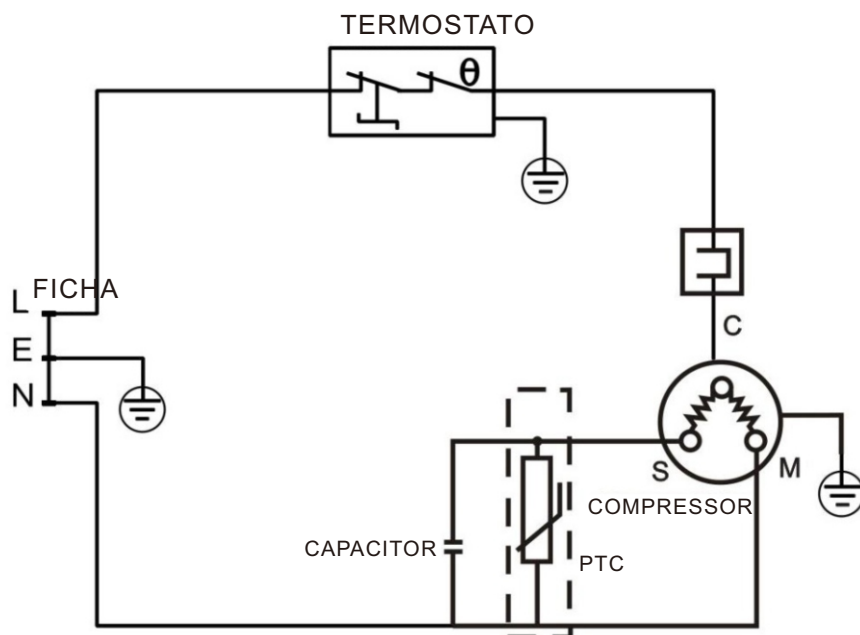 TERMOSTATO
θ
L FICHA
E
N
C
S M
COMPRESSOR
CAPACITOR
PTC